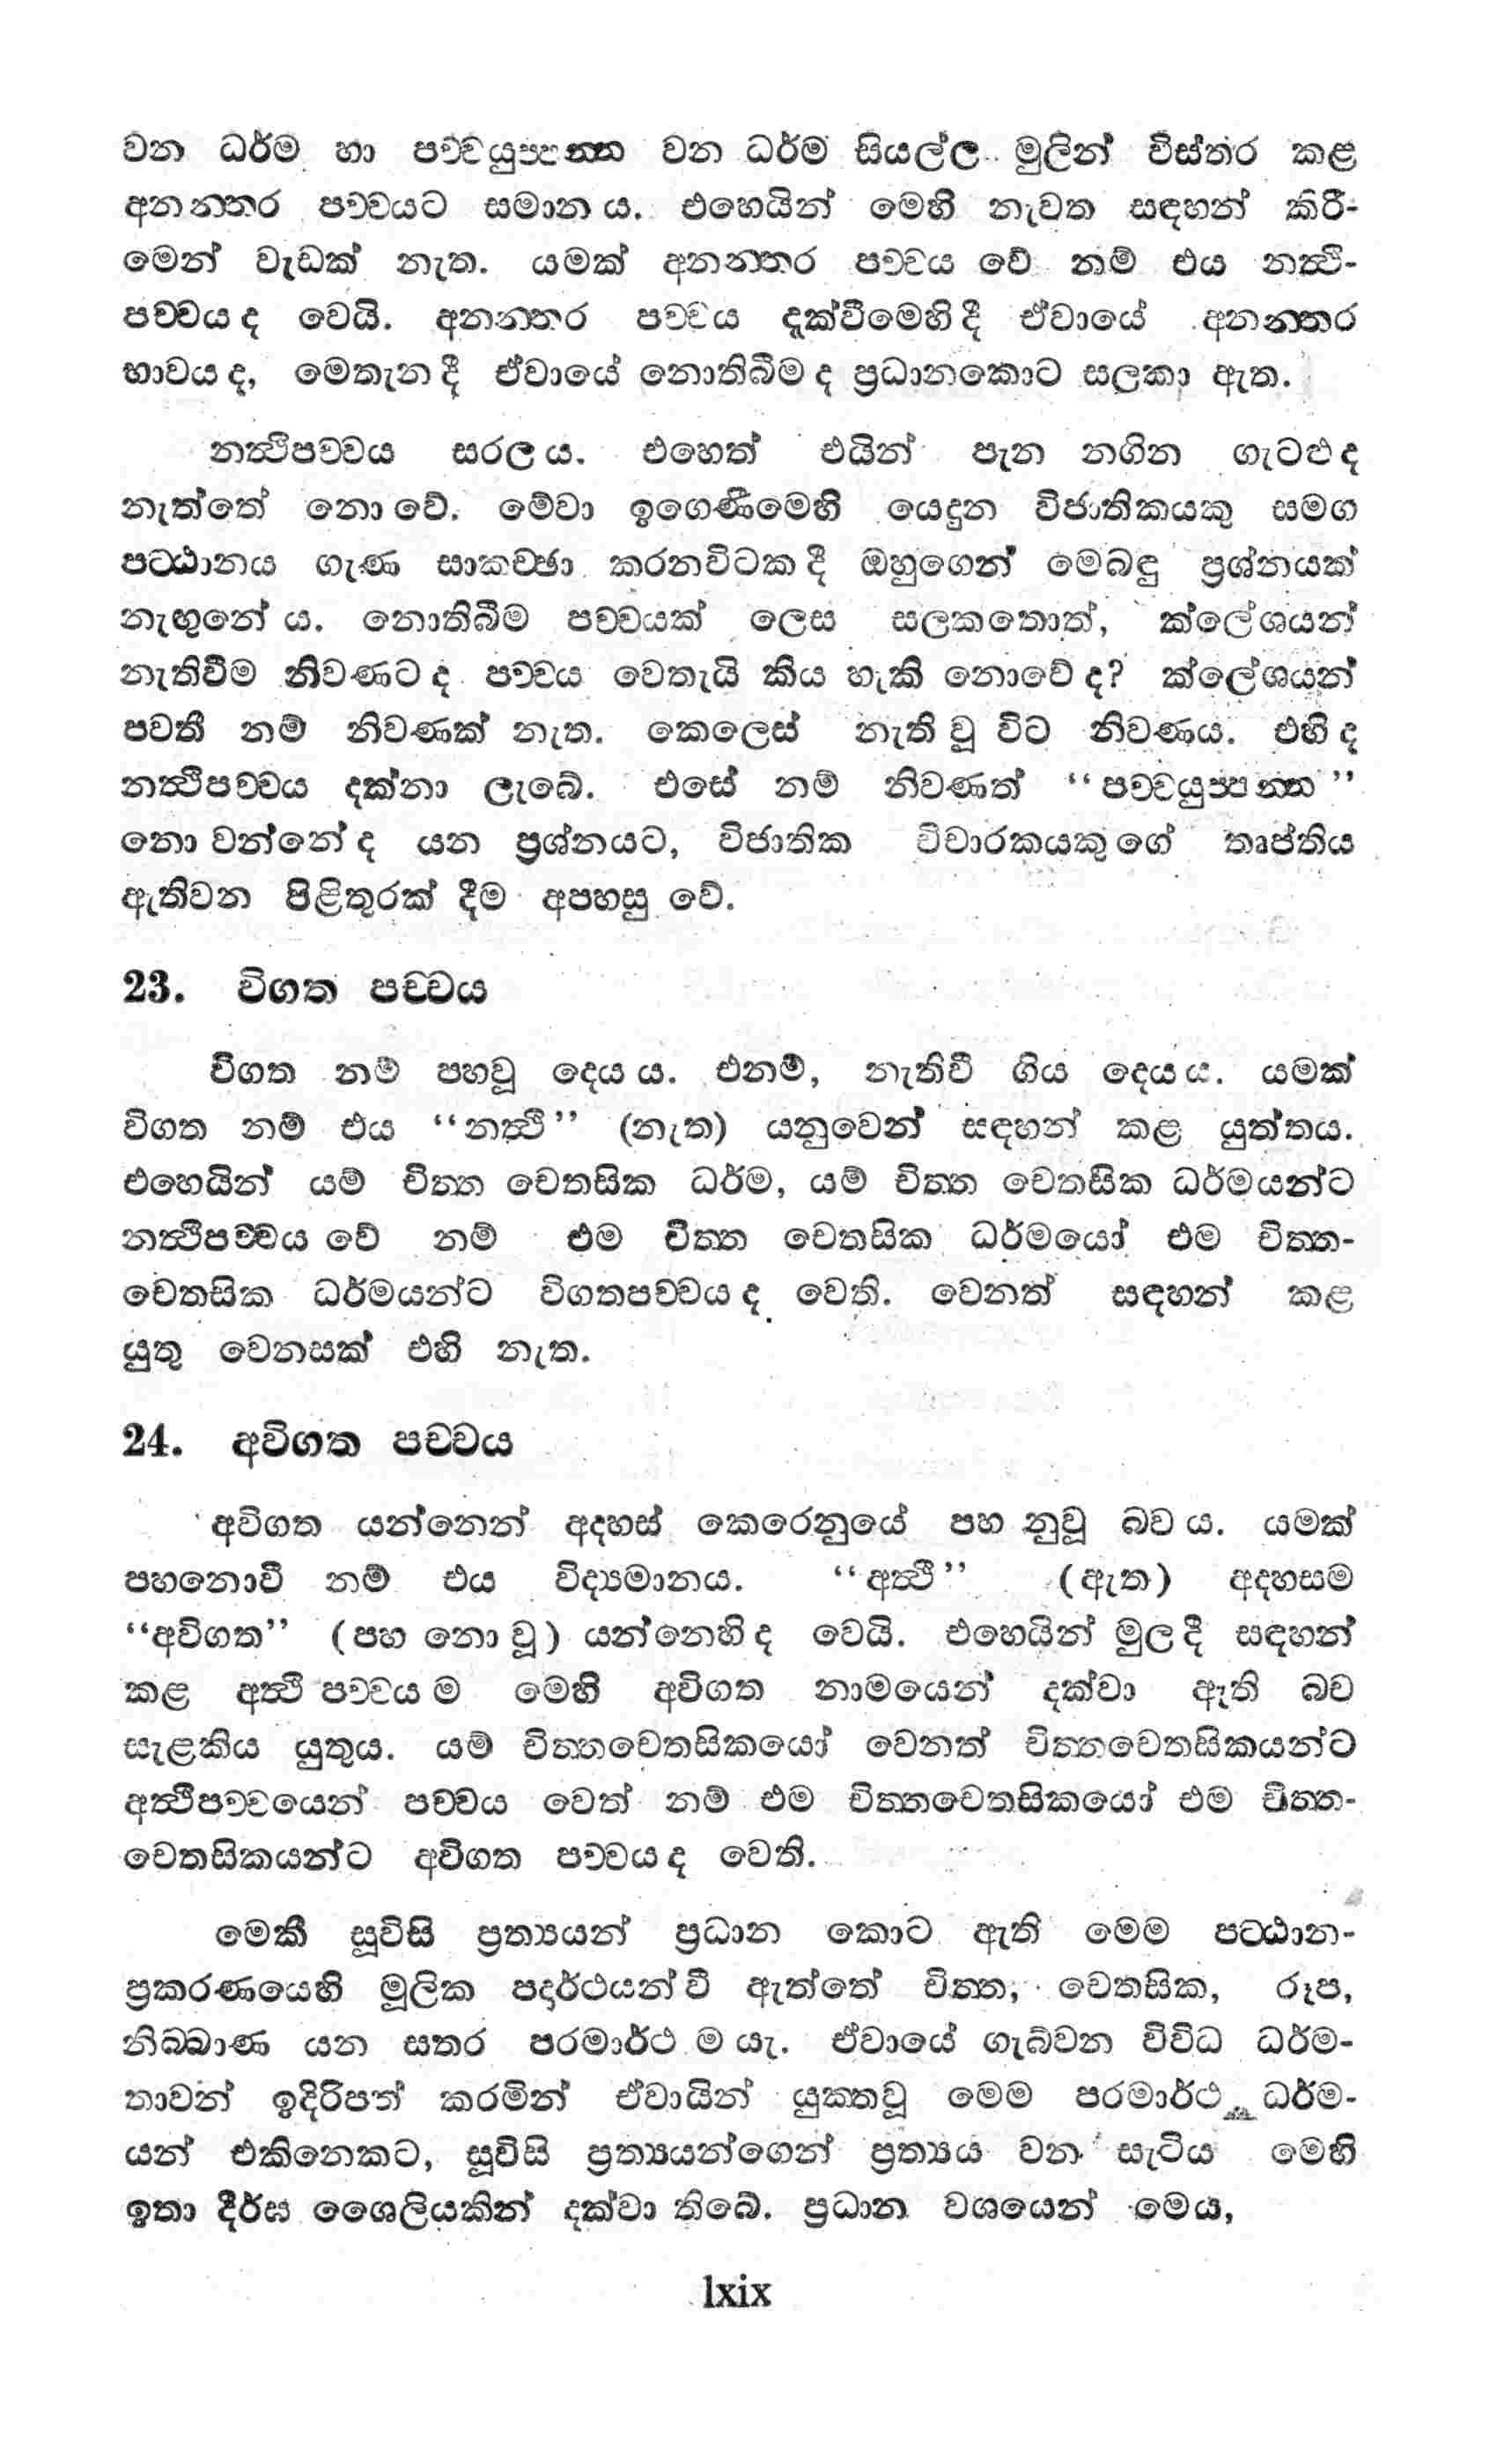 වන ධර්ම හා පච්චයුප්පන්න වන ධර්ම සියල්ල මුලින් විස්තර කළ
අනන්තර පච්චයට සමාන ය. එහෙයින් මෙහි නැවත සඳහන් කිරී-
මෙන් වැඩක් නැත. යමක් අනන්තර පච්චය වේ නම් එය නත්ථි-
පච්චය ද වෙයි. අනන්තර පච්චය දැක්වීමෙහි දී ඒවායේ අනන්තර
භාවය ද, මෙතැන දී ඒවායේ නොතිබීම ද ප්‍රධානකොට සලකා ඇත.
නත්ථිපච්චය සරල ය. එහෙත් එයින් පැන නගින ගැටළු ද
නැත්තේ නො වේ. මේවා ඉගෙණීමෙහි යෙදුන විජාතිකයකු සමග
පට්ඨානය ගැණ සාකච්ඡා කරනවිටක දී ඔහුගෙන් මෙබඳු ප්‍රශ්නයක්
නැඟුනේ ය. නොතිබීම පච්චයක් ලෙස සලකතොත්, ක්ලේශයන්
නැතිවීම නිවණට ද පච්චය වෙතැයි කිය හැකි නොවේ ද? ක්ලේශයන්
පවතී නම් නිවණක් නැත. කෙලෙස් නැති වූ විට නිවණය. එහි ද
නත්ථිපච්චය දක්නා ලැබේ. එසේ නම් නිවණත් “පච්චයුප්පන්න”
නො වන්නේ ද යන ප්‍රශ්නයට, විජාතික විචාරකයකු ගේ තෘප්තිය
ඇතිවන පිළිතුරක් දීම අපහසු වේ.
23. විගත පච්චය
විගත නම් පහවූ දෙය ය. එනම්, නැතිවී ගිය දෙයය. යමක්
විගත නම් එය “නත්ථි” (නැත) යනුවෙන් සඳහන් කළ යුත්තය.
එහෙයින් යම් චිත්ත චෛතසික ධර්ම, යම් චිත්ත චෛතසික ධර්මයන්ට
නත්ථිපච්චය වේ නම් එම චිත්ත චෛතසික ධර්මයෝ එම චිත්ත-
චෛතසික ධර්මයන්ට විගතපච්චය ද වෙති. වෙනත් සඳහන් කළ
යුතු වෙනසක් එහි නැත.
24. අවිගත පච්චය
අවිගත යන්නෙන් අදහස් කෙරෙනුයේ පහ නුවූ බව ය. යමක්
පහනොවී නම් එය විද්‍යමානය. “අත්ථි” (ඇත) අදහසම
“අවිගත” (පහ නො වූ) යන්නෙහි ද වෙයි. එහෙයින් මුල දී සඳහන්
කළ අත්ථි පච්චය ම මෙහි අවිගත නාමයෙන් දක්වා ඇති බව
සැළකිය යුතුය. යම් චිත්තචෛතසිකයෝ වෙනත් චිත්තචෛතසිකයන්ට
අත්ථිපච්චයෙන් පච්චය වෙත් නම් එම චිත්තචෛතසිකයෝ එම චිත්ත-
චෛතසිකයන්ට අවිගත පච්චය ද වෙති.
මෙකී සූවිසි ප්‍රත්‍යයන් ප්‍රධාන කොට ඇති මෙම පට්ඨාන-
ප්‍රකරණයෙහි මූලික පදාර්ථයන් වී ඇත්තේ චිත්ත, චෛතසික, රූප,
නිබ්බාණ යන සතර පරමාර්ථ ම යැ. ඒවායේ ගැබ්වන විවිධ ධර්ම-
තාවන් ඉදිරිපත් කරමින් ඒවායින් යුක්තවූ මෙම පරමාර්ථ ධර්ම-
යන් එකිනෙකට, සූවිසි ප්‍රත්‍යයන්ගෙන් ප්‍රත්‍යය වන සැටිය මෙහි
ඉතා දීර්ඝ ශෛලියකින් දක්වා තිබේ. ප්‍රධාන වශයෙන් මෙය,
lxix